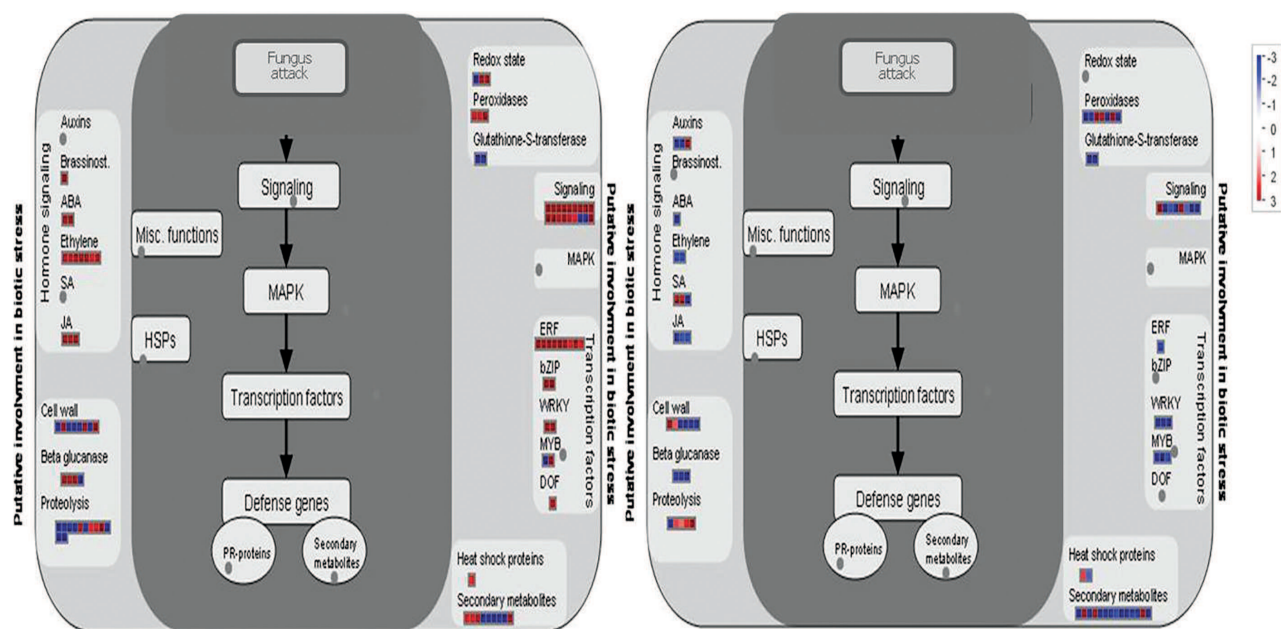 Putative involvment in biotic stress
Hormone signaling
Auxins
Brassinost.
ABA
Ethylene
SA
JA
Cell wall
Beta glucanase
Proteolysis
Fungus
attack
Signaling
Misc. functions
MAPK
HSPs
Transcription factors
Defense genes
PR-proteins
Secondary
metabolites
Redox state
Peroxidases
Glutathione-S-transferase
Signaling
MAPK
ERF
bZIP
WRKY
MYB
DOF
Transcription factors
Heat shock proteins
Secondary metabolites
Putative involvment in biotic stress
Putative involvment in biotic stress
Hormone signaling
Auxins
Brassinost.
ABA
Ethylene
SA
JA
Cell wall
Beta glucanase
Proteolysis
Fungus
attack
Signaling
Misc. functions
MAPK
HSPs
Transcription factors
Defense genes
PR-proteins
Secondary
metabolites
Redox state
Peroxidases
Glutathione-S-transferase
Signaling
MAPK
ERF
bZIP
WRKY
MYB
DOF
Transcription factors
Heat shock proteins
Secondary metabolites
Putative involvment in biotic stress
-3
-2
-1
0
1
2
3